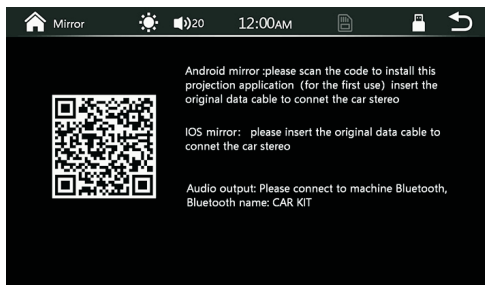 Mirror 20 12:00AM
Android mirror :please scan the code to install this
projection application (for the first use) insert the
original data cable to connet the car stereo
IOS mirror: please insert the original data cable to
connet the car stereo
Audio output: Please connect to machine Bluetooth,
Bluetooth name: CAR KIT